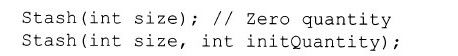 Stash(int size); // Zero quantity
Stash(int size, int initQuantity);